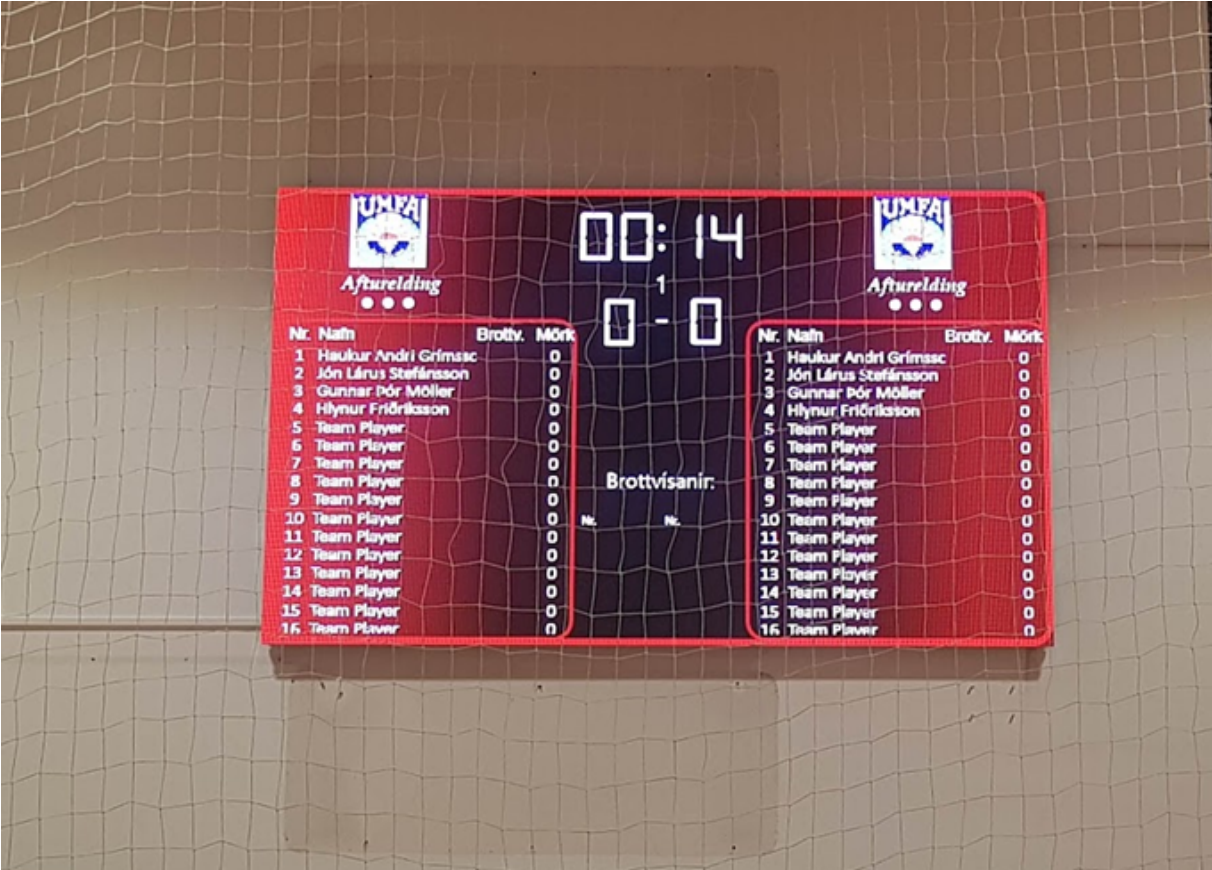 UMFA
Afturelding
Nr. Nafn Brottv. Mörk
1 Haukur Andri Grímssc 0
2 Jón Lárus Stefánsson 0
3 Gunnar Þór Möller 0
4 Hlynur Friðriksson 0
5 Team Player 0
6 Team Player 0
7 Team Player 0
8 Team Player 0
9 Team Player 0
10 Team Player 0
11 Team Player 0
12 Team Player 0
13 Team Player 0
14 Team Player 0
15 Team Player 0
16 Team Player 0
00:14
1
0 - 0
Brottvísanir:
Nr. Nr.
UMFA
Afturelding
Nr. Nafn Brottv. Mörk
1 Haukur Andri Grímssc 0
2 Jón Lárus Stefánsson 0
3 Gunnar Þór Möller 0
4 Hlynur Friðriksson 0
5 Team Player 0
6 Team Player 0
7 Team Player 0
8 Team Player 0
9 Team Player 0
10 Team Player 0
11 Team Player 0
12 Team Player 0
13 Team Player 0
14 Team Player 0
15 Team Player 0
16 Team Player 0